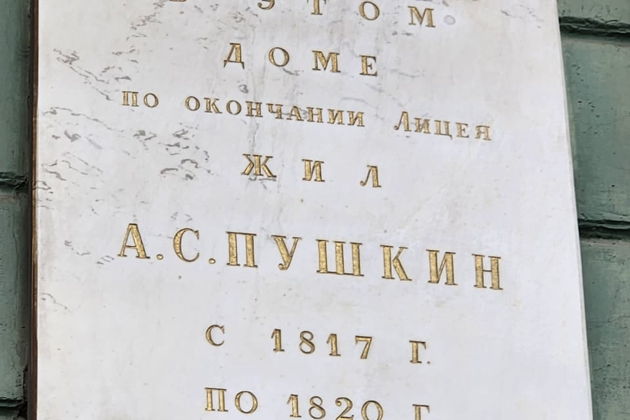 В ЭТОМ
ДОМЕ
ПО ОКОНЧАНИИ ЛИЦЕЯ
ЖИЛ
А.С.ПУШКИН
С 1817 Г.
ПО 1820 Г